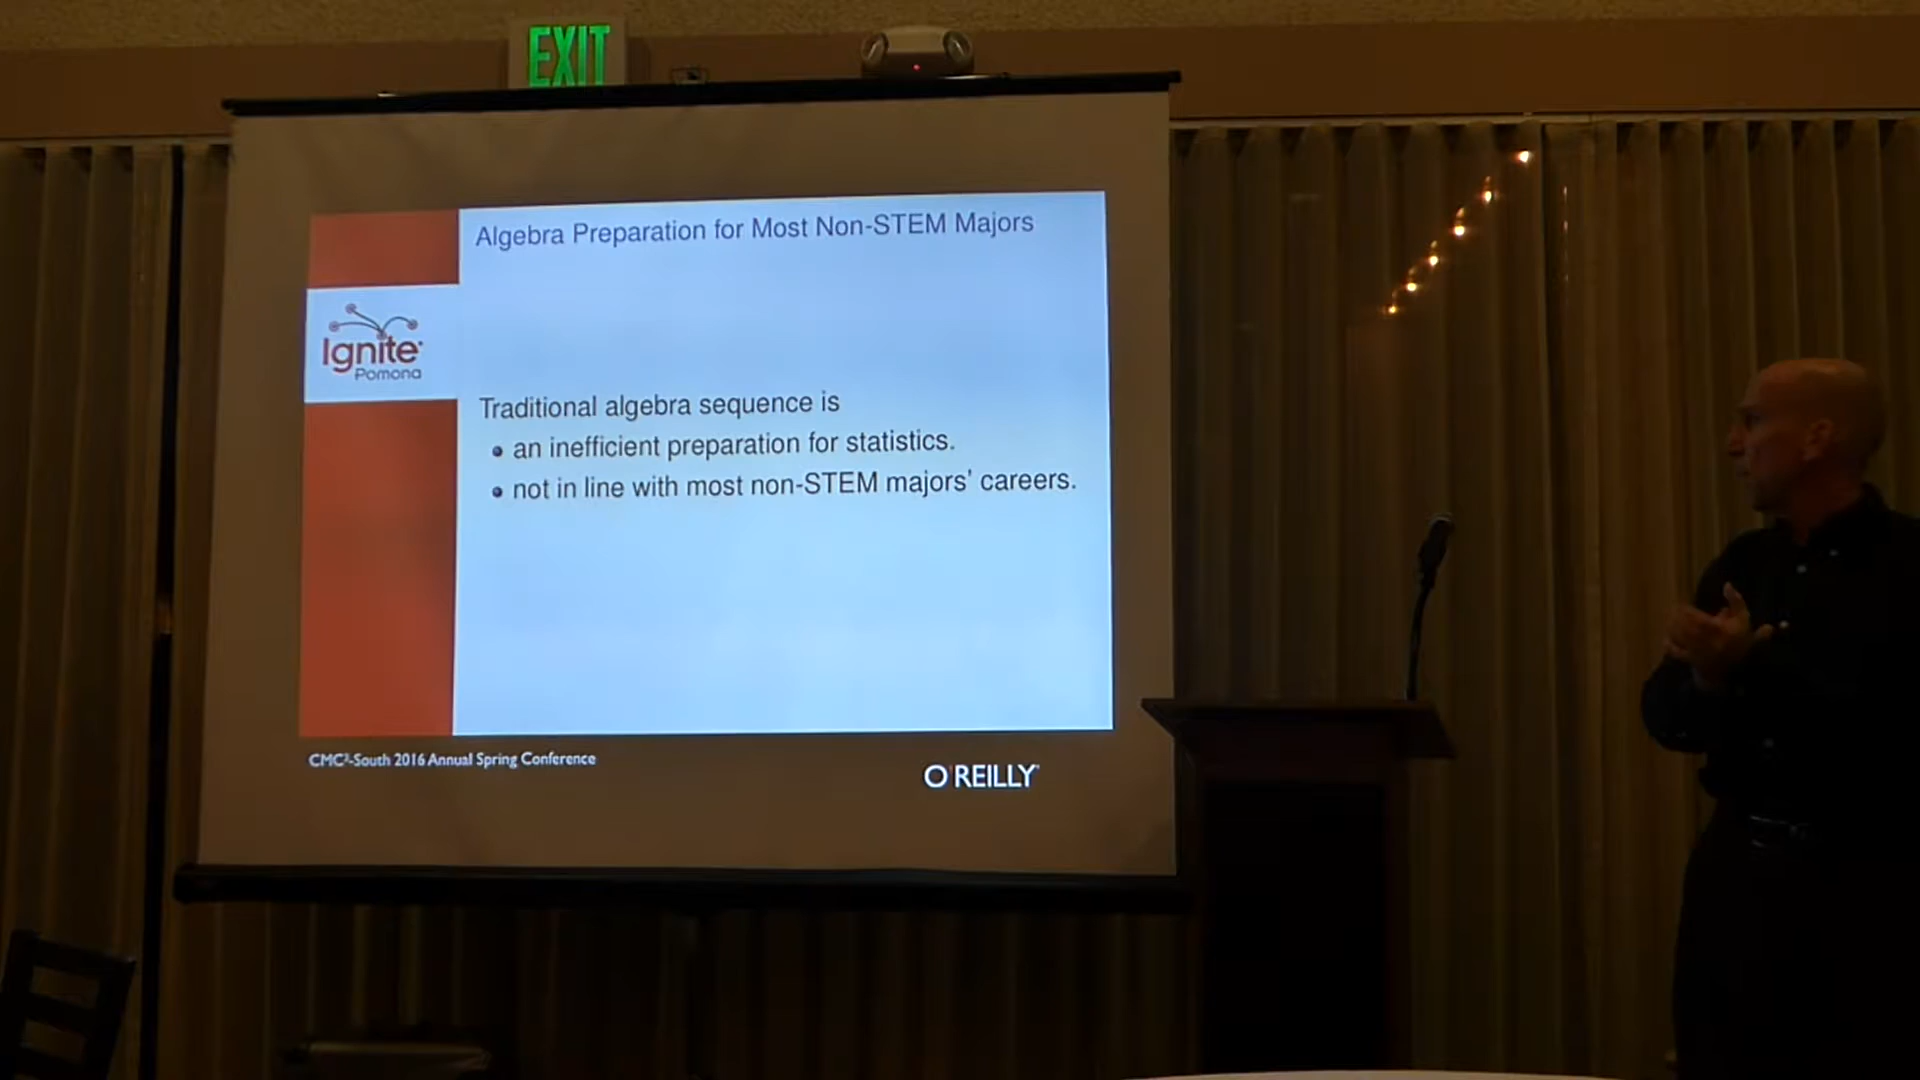 EXIT
Algebra Preparation for Most Non-STEM Majors
Ignite
Pomona
Traditional algebra sequence is
• an inefficient preparation for statistics.
• not in line with most non-STEM majors' careers.
CMC³-South 2016 Annual Spring Conference
O'REILLY